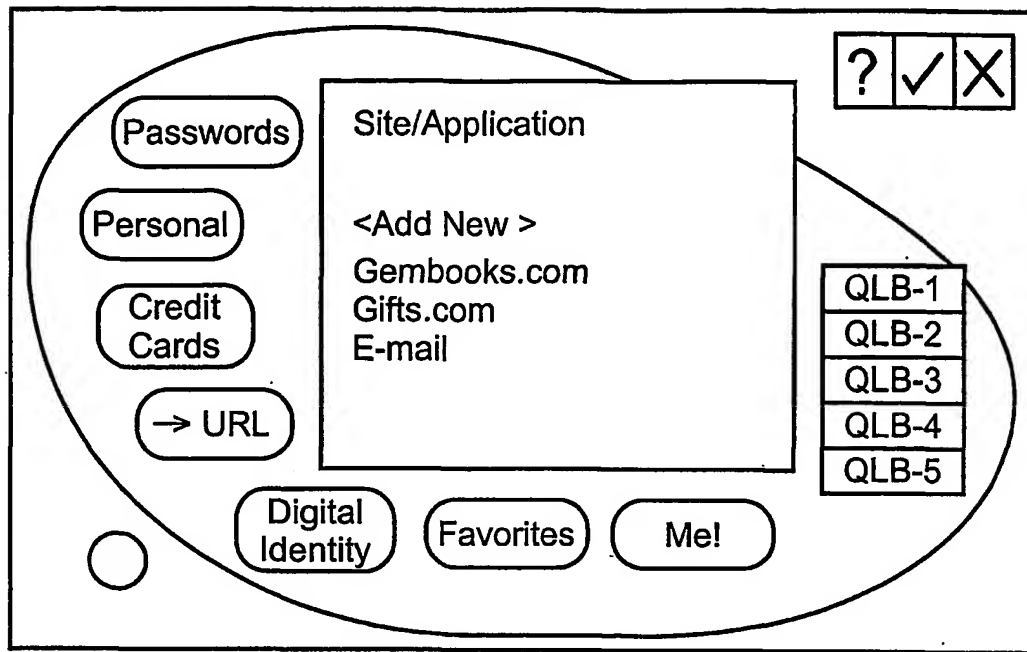 ? ✓ X
Passwords
Personal
Credit
Cards
→ URL
Digital
Identity
Favorites
Me!
Site/Application
<Add New >
Gembooks.com
Gifts.com
E-mail
QLB-1
QLB-2
QLB-3
QLB-4
QLB-5